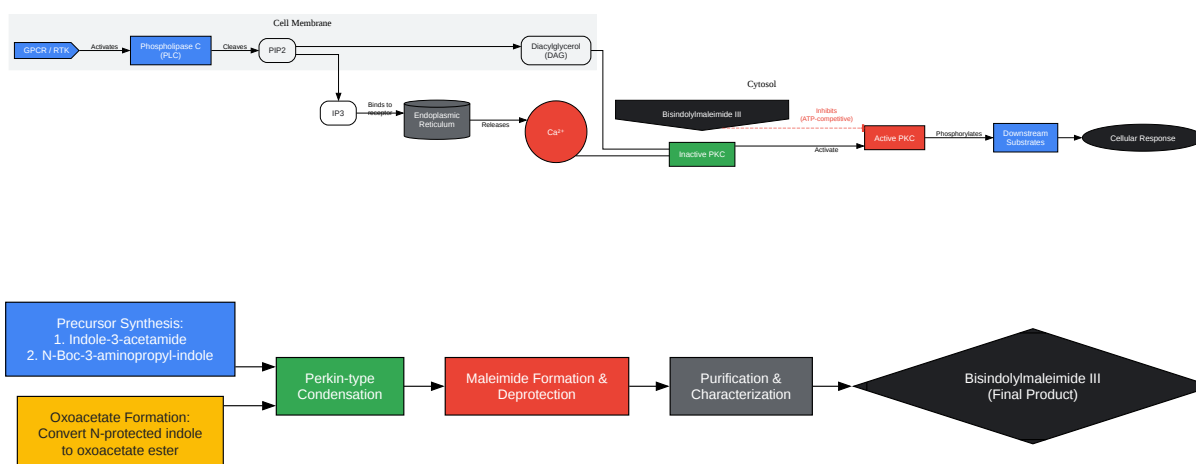 Cell Membrane
GPCR / RTK
Activates
Phospholipase C
(PLC)
Cleaves
PIP2
Diacylglycerol
(DAG)
IP3
Binds to
receptor
Endoplasmic
Reticulum
Releases
Ca²⁺
Cytosol
Bisindolylmaleimide III
Inhibits
(ATP-competitive)
Inactive PKC
Activate
Active PKC
Phosphorylates
Downstream
Substrates
Cellular Response
Precursor Synthesis:
1. Indole-3-acetamide
2. N-Boc-3-aminopropyl-indole
Oxoacetate Formation:
Convert N-protected indole
to oxoacetate ester
Perkin-type
Condensation
Maleimide Formation &
Deprotection
Purification &
Characterization
Bisindolylmaleimide III
(Final Product)